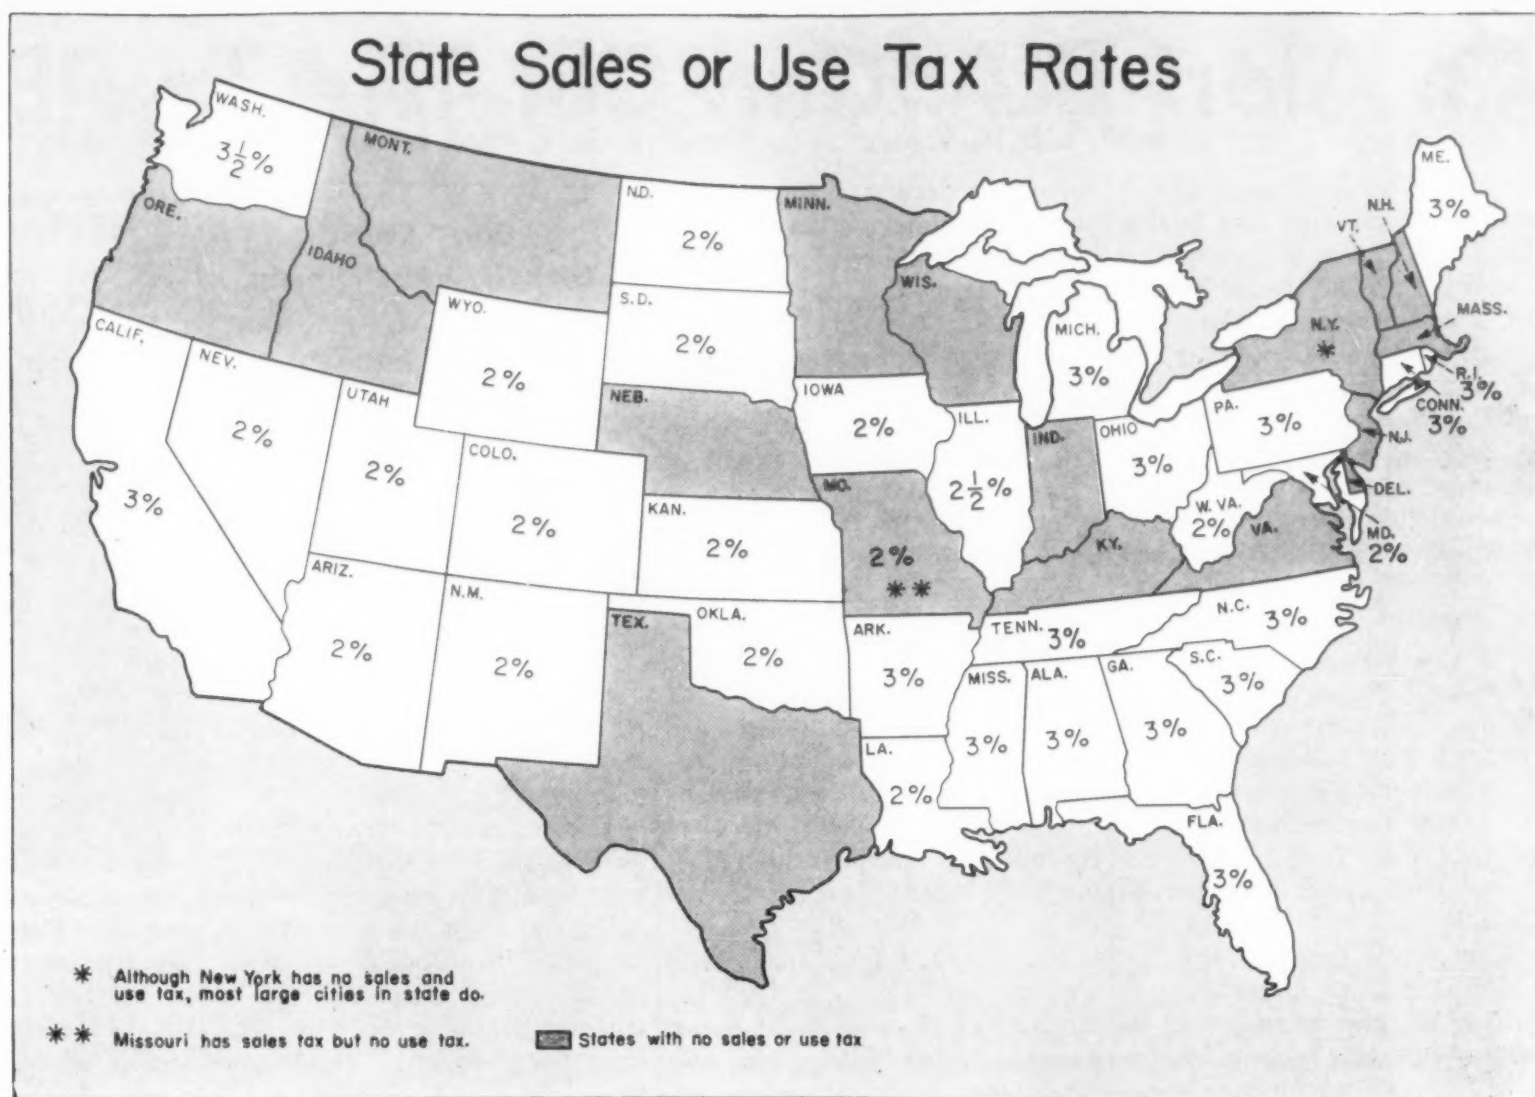 State Sales or Use Tax Rates
WASH.
3 1/2 %
MONT.
ORE.
IDAHO
N.D.
2%
MINN.
ME.
3%
N.H.
VT.
WYO.
2%
S.D.
2%
WIS.
MICH.
3%
N.Y.
*
MASS.
R.I.
3%
CONN.
3%
CALIF.
3%
NEV.
2%
UTAH
2%
NEB.
IOWA
2%
ILL.
2 1/2 %
IND.
OHIO
3%
PA.
3%
N.J.
DEL.
MD.
2%
COLO.
2%
KAN.
2%
MO.
2%
* *
KY.
W. VA.
2%
VA.
ARIZ.
2%
N.M.
2%
TEX.
OKLA.
2%
ARK.
3%
TENN.
3%
N.C.
3%
S.C.
3%
MISS.
3%
ALA.
3%
GA.
3%
LA.
2%
FLA.
3%
* Although New York has no sales and
use tax, most large cities in state do.
* * Missouri has sales tax but no use tax.
States with no sales or use tax